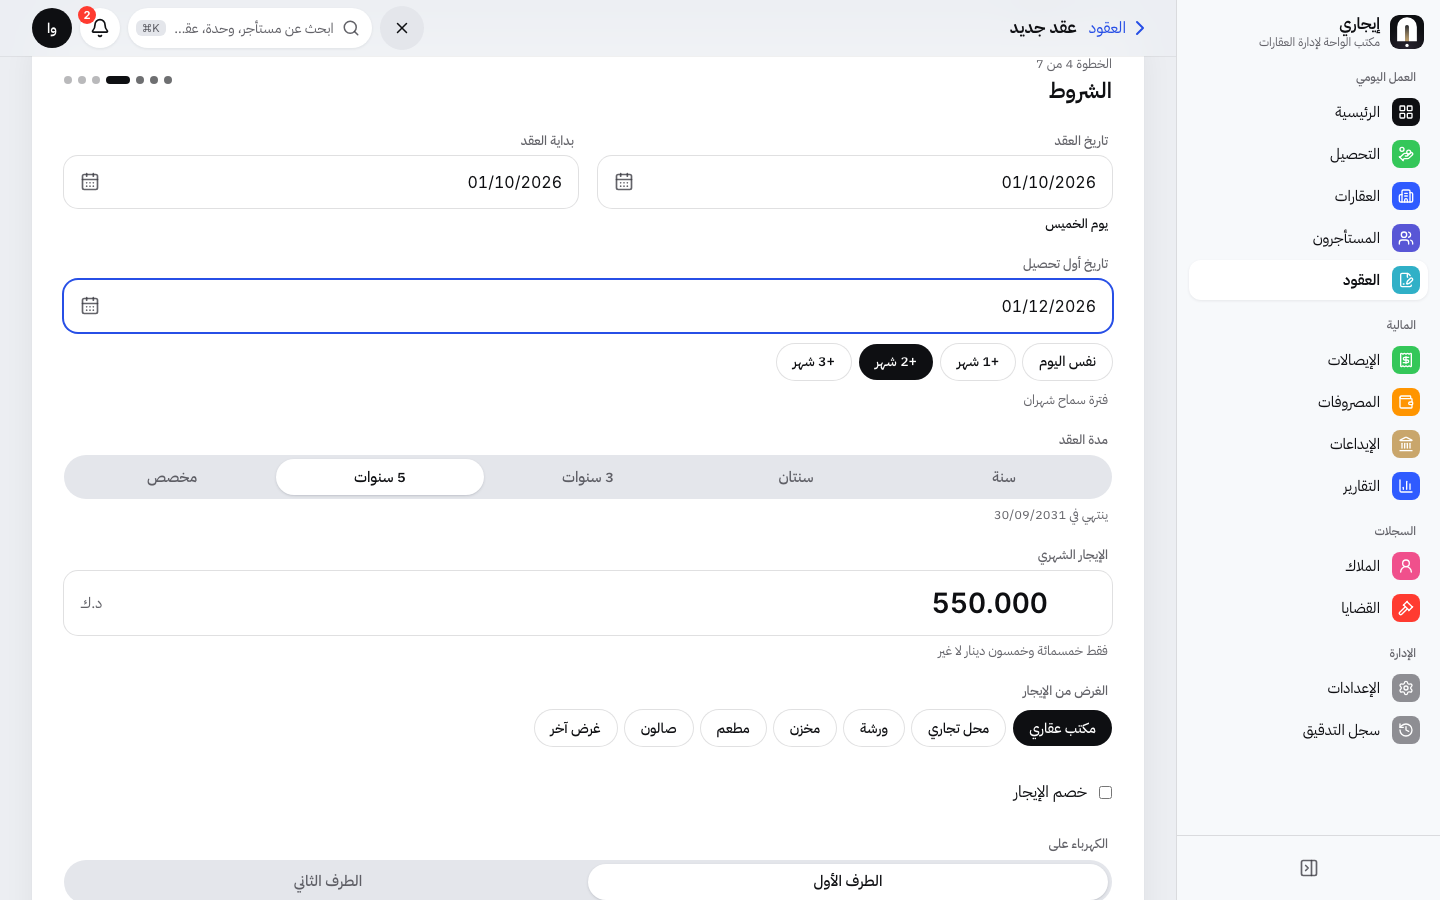 إيجاري
مكتب الواحة لإدارة العقارات
العمل اليومي
الرئيسية
التحصيل
العقارات
المستأجرون
العقود
المالية
الإيصالات
المصروفات
الإيداعات
التقارير
السجلات
الملاك
القضايا
الإدارة
الإعدادات
سجل التدقيق
العقود
عقد جديد
ابحث عن مستأجر، وحدة، عقـ...
⌘K
2
وا
الخطوة 4 من 7
الشروط
تاريخ العقد
01/10/2026
يوم الخميس
بداية العقد
01/10/2026
تاريخ أول تحصيل
01/12/2026
نفس اليوم
+1 شهر
+2 شهر
+3 شهر
فترة سماح شهران
مدة العقد
سنة
سنتان
3 سنوات
5 سنوات
مخصص
ينتهي في 30/09/2031
الإيجار الشهري
550.000
د.ك
فقط خمسمائة وخمسون دينار لا غير
الغرض من الإيجار
مكتب عقاري
محل تجاري
ورشة
مخزن
مطعم
صالون
غرض آخر
خصم الإيجار
الكهرباء على
الطرف الأول
الطرف الثاني